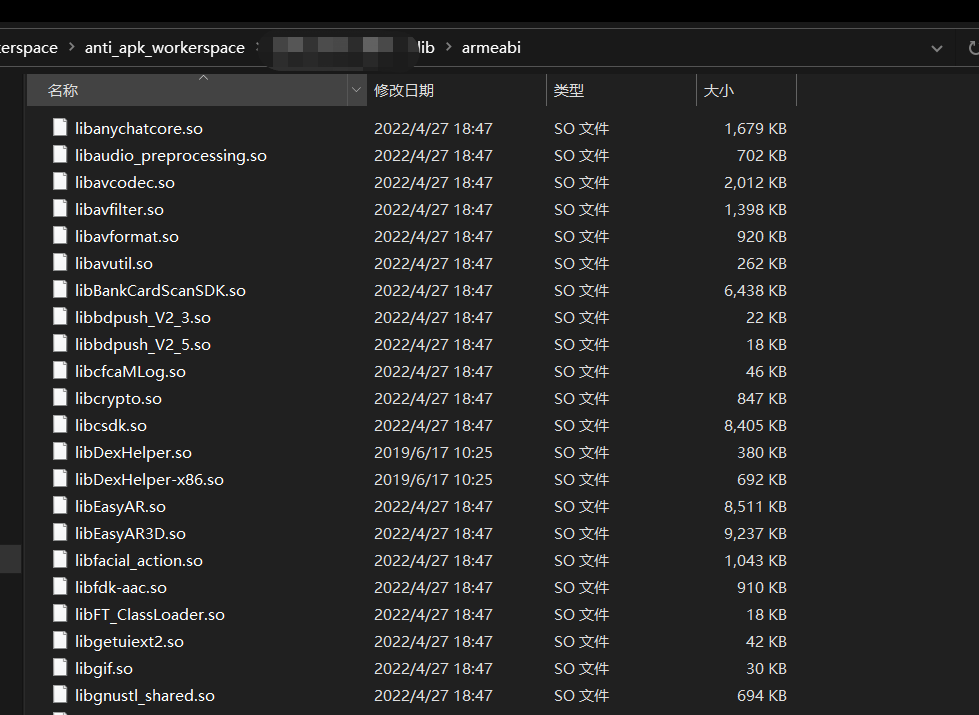 erspace > anti_apk_workerspace > lib > armeabi
名称 修改日期 类型 大小
libanychatcore.so 2022/4/27 18:47 SO 文件 1,679 KB
libaudio_preprocessing.so 2022/4/27 18:47 SO 文件 702 KB
libavcodec.so 2022/4/27 18:47 SO 文件 2,012 KB
libavfilter.so 2022/4/27 18:47 SO 文件 1,398 KB
libavformat.so 2022/4/27 18:47 SO 文件 920 KB
libavutil.so 2022/4/27 18:47 SO 文件 262 KB
libBankCardScanSDK.so 2022/4/27 18:47 SO 文件 6,438 KB
libbdpush_V2_3.so 2022/4/27 18:47 SO 文件 22 KB
libbdpush_V2_5.so 2022/4/27 18:47 SO 文件 18 KB
libcfcaMLog.so 2022/4/27 18:47 SO 文件 46 KB
libcrypto.so 2022/4/27 18:47 SO 文件 847 KB
libcsdk.so 2022/4/27 18:47 SO 文件 8,405 KB
libDexHelper.so 2019/6/17 10:25 SO 文件 380 KB
libDexHelper-x86.so 2019/6/17 10:25 SO 文件 692 KB
libEasyAR.so 2022/4/27 18:47 SO 文件 8,511 KB
libEasyAR3D.so 2022/4/27 18:47 SO 文件 9,237 KB
libfacial_action.so 2022/4/27 18:47 SO 文件 1,043 KB
libfdk-aac.so 2022/4/27 18:47 SO 文件 910 KB
libFT_ClassLoader.so 2022/4/27 18:47 SO 文件 18 KB
libgetuiext2.so 2022/4/27 18:47 SO 文件 42 KB
libgif.so 2022/4/27 18:47 SO 文件 30 KB
libgnustl_shared.so 2022/4/27 18:47 SO 文件 694 KB